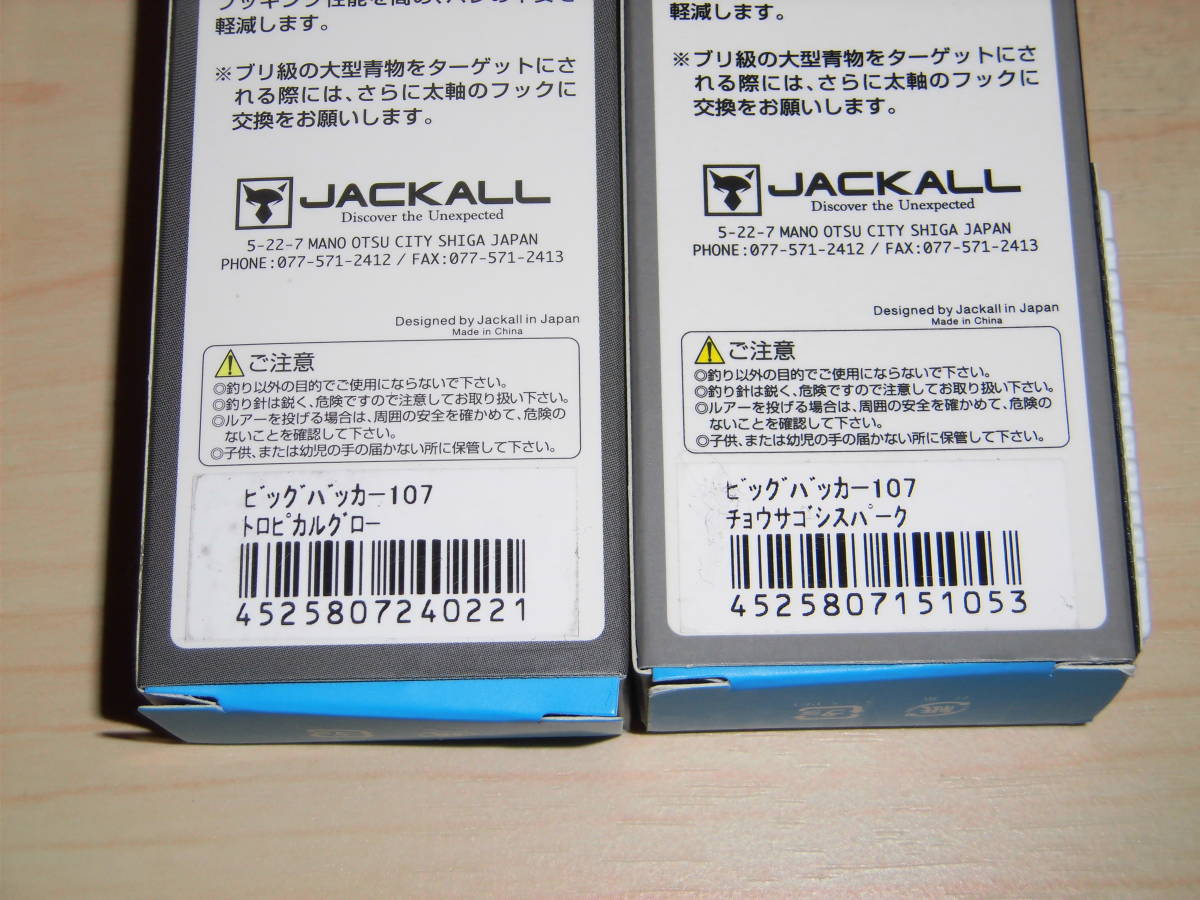 軽減します。
※ブリ級の大型青物をターゲットにさ
れる際には、さらに太軸のフックに
交換をお願いします。
JACKALL
Discover the Unexpected
5-22-7 MANO OTSU CITY SHIGA JAPAN
PHONE:077-571-2412 / FAX:077-571-2413
Designed by Jackall in Japan
Made in China
ご注意
◎釣り以外の目的でご使用にならないで下さい。
◎釣り針は鋭く、危険ですので注意してお取り扱い下さい。
◎ルアーを投げる場合は、周囲の安全を確かめて、危険の
ないことを確認して下さい。
◎子供、または幼児の手の届かない所に保管して下さい。
ビッグバッカー107
トロピカルグロー
4525807240221
軽減します。
※ブリ級の大型青物をターゲットにさ
れる際には、さらに太軸のフックに
交換をお願いします。
JACKALL
Discover the Unexpected
5-22-7 MANO OTSU CITY SHIGA JAPAN
PHONE:077-571-2412 / FAX:077-571-2413
Designed by Jackall in Japan
Made in China
ご注意
◎釣り以外の目的でご使用にならないで下さい。
◎釣り針は鋭く、危険ですので注意してお取り扱い下さい。
◎ルアーを投げる場合は、周囲の安全を確かめて、危険の
ないことを確認して下さい。
◎子供、または幼児の手の届かない所に保管して下さい。
ビッグバッカー107
チョウサゴシスパーク
4525807151053